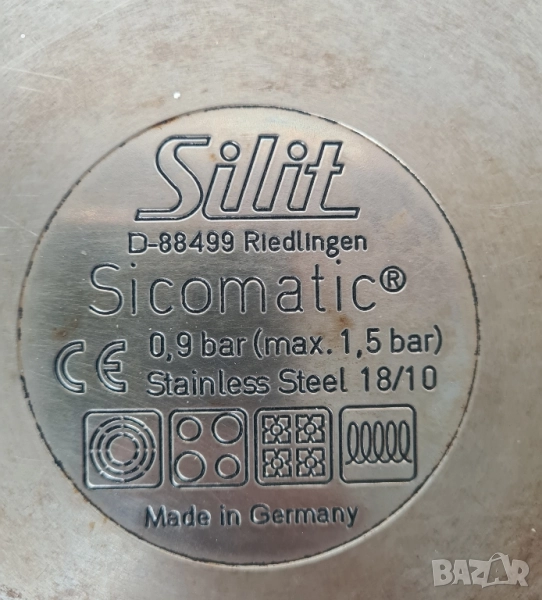 Silit
D-88499 Riedlingen
Sicomatic®
CE 0,9 bar (max. 1,5 bar)
Stainless Steel 18/10
Made in Germany
BAZAR